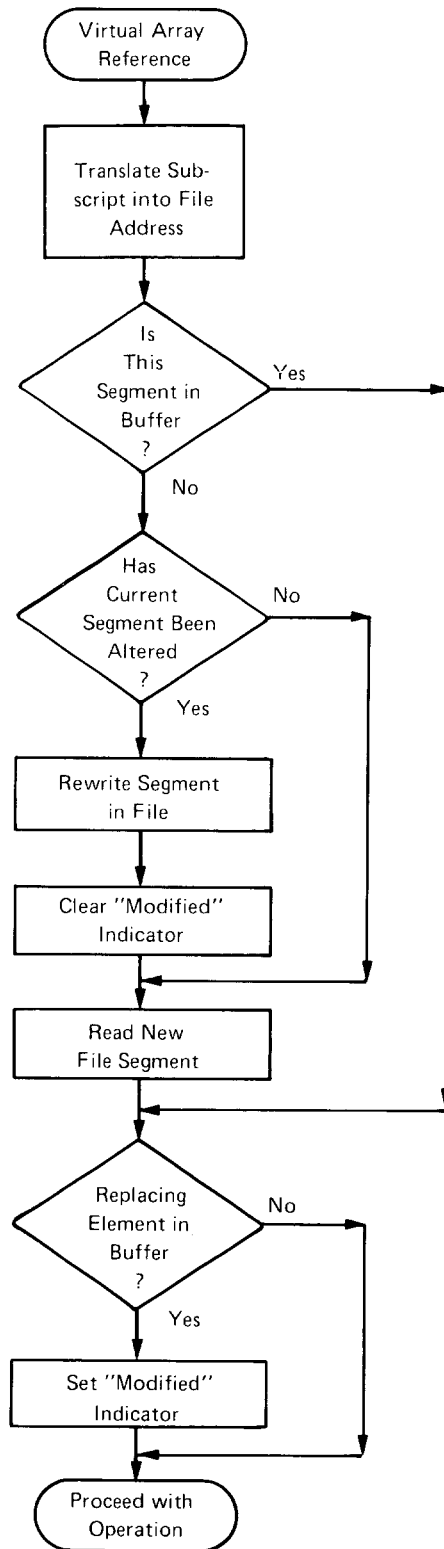 Virtual Array
Reference
Translate Sub-
script into File
Address
Is
This
Segment in
Buffer
?
Yes
No
Has
Current
Segment Been
Altered
?
No
Yes
Rewrite Segment
in File
Clear "Modified"
Indicator
Read New
File Segment
Replacing
Element in
Buffer
?
No
Yes
Set "Modified"
Indicator
Proceed with
Operation